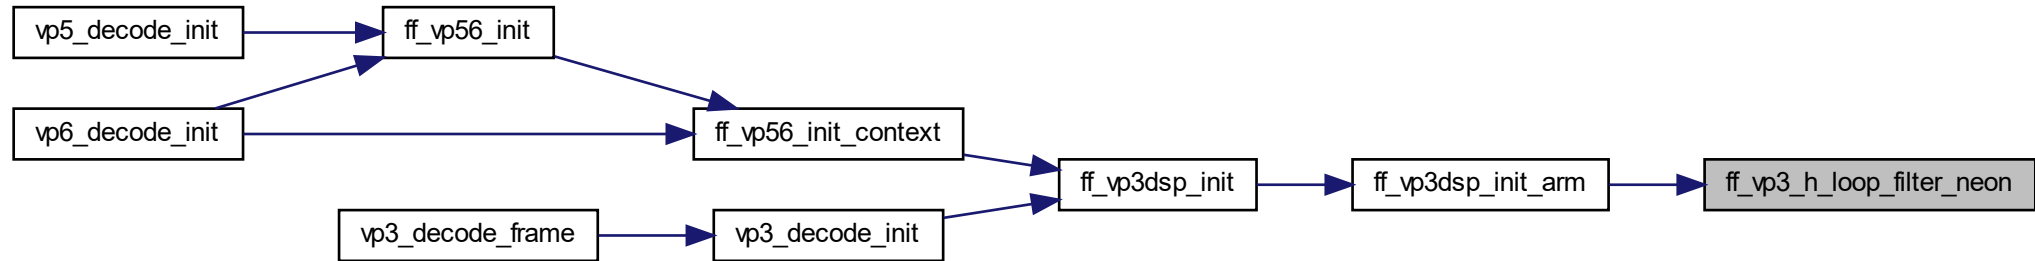 vp5_decode_init
ff_vp56_init
vp6_decode_init
ff_vp56_init_context
ff_vp3dsp_init
ff_vp3dsp_init_arm
ff_vp3_h_loop_filter_neon
vp3_decode_frame
vp3_decode_init